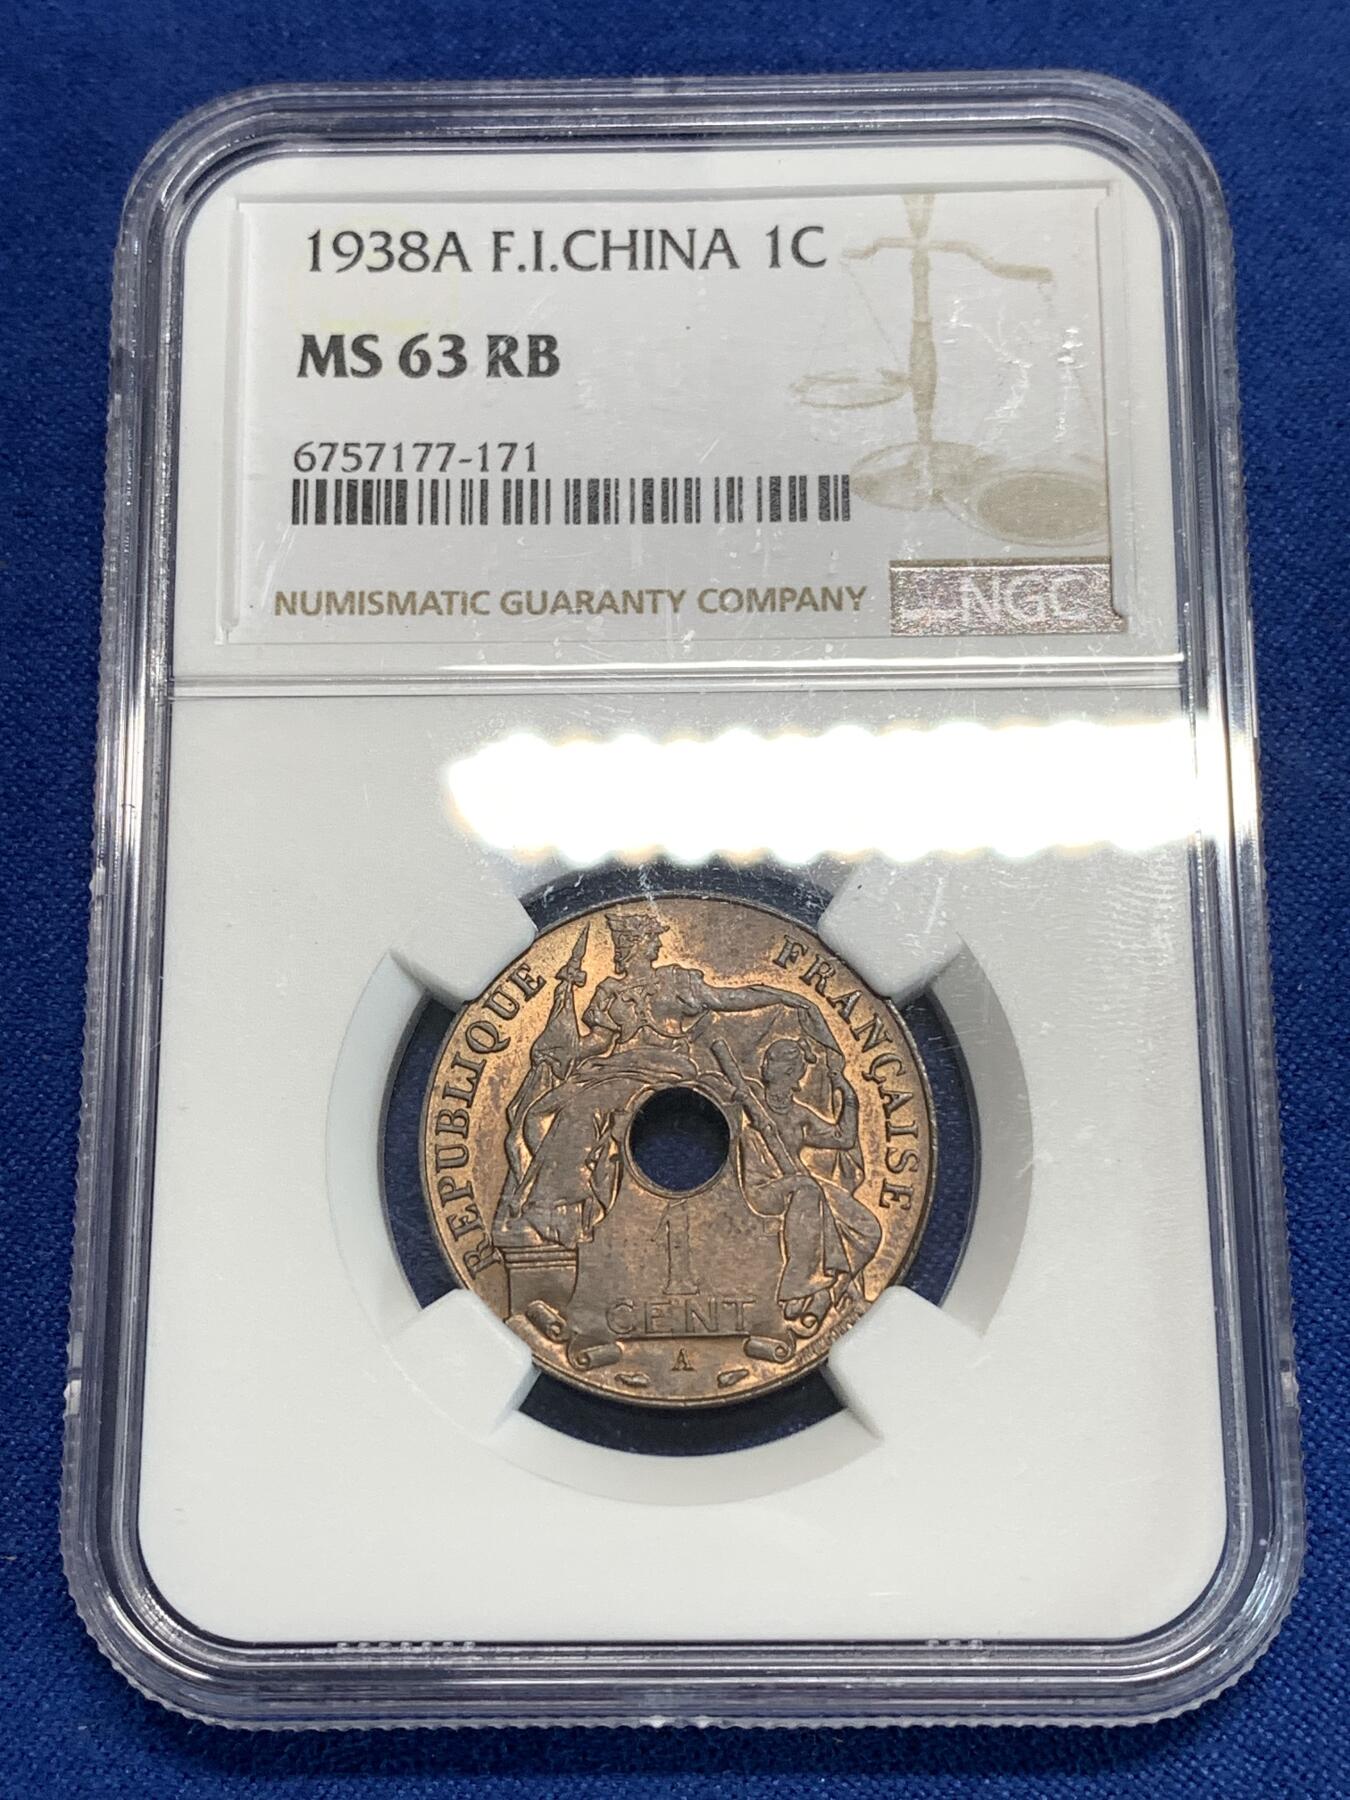 1938A F.I.CHINA 1C
MS 63 RB
6757177-171
NUMISMATIC GUARANTY COMPANY
NGC
REPUBLIQUE FRANÇAISE
1
CENT
A